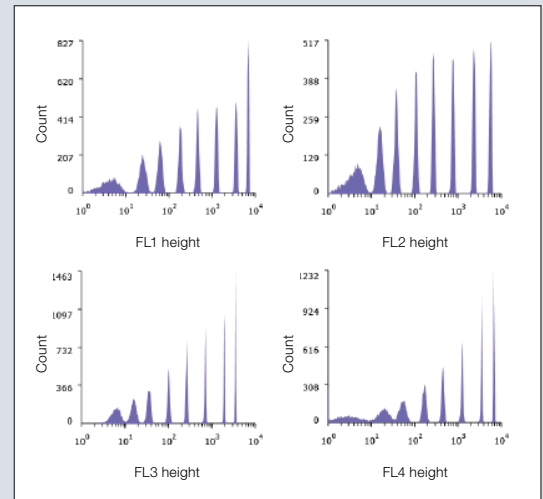 827
620
414
207
0
Count
10⁰ 10¹ 10² 10³ 10⁴
FL1 height
517
388
259
129
0
Count
10⁰ 10¹ 10² 10³ 10⁴
FL2 height
1463
1097
732
366
0
Count
10⁰ 10¹ 10² 10³ 10⁴
FL3 height
1232
924
616
308
0
Count
10⁰ 10¹ 10² 10³ 10⁴
FL4 height